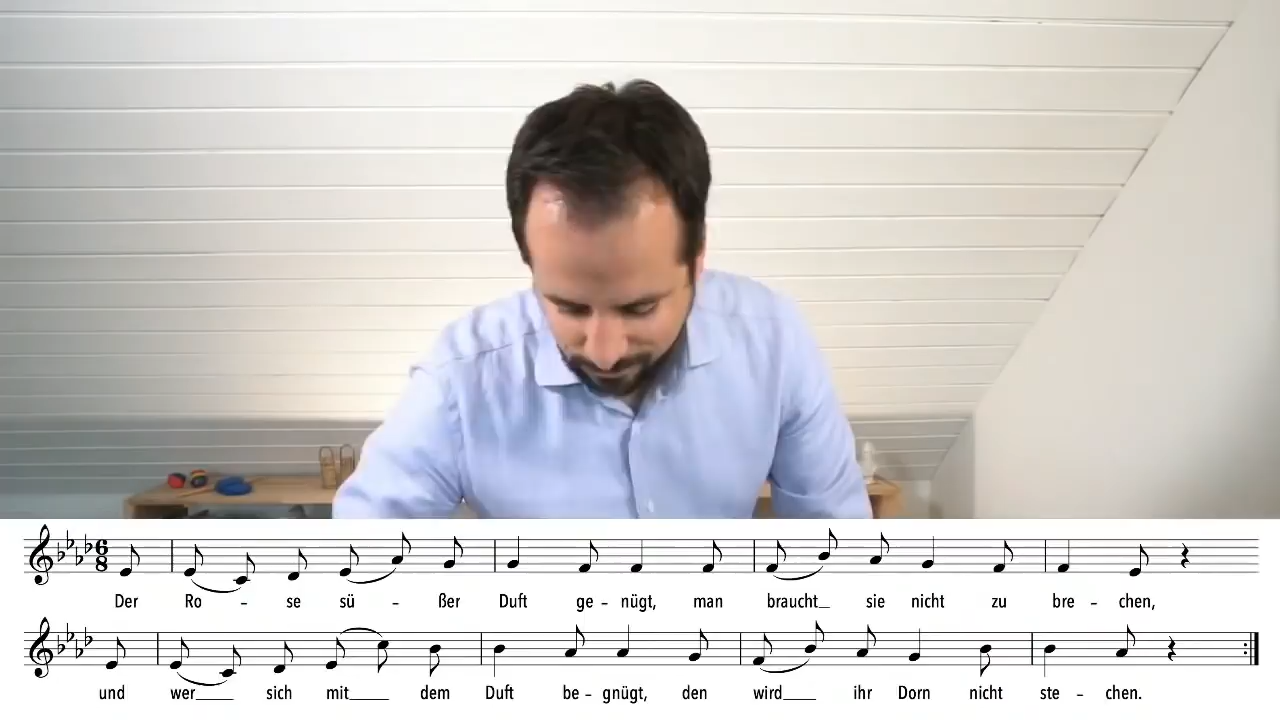 Der Ro - se sü - ßer Duft ge - nügt, man braucht_ sie nicht zu bre - chen,
und wer___ sich mit___ dem Duft be - gnügt, den wird___ ihr Dorn nicht ste - chen.